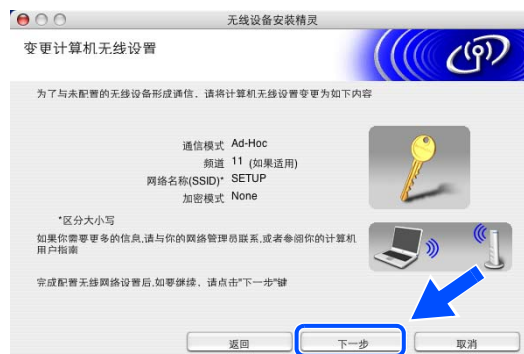 无线设备安装精灵
变更计算机无线设置
为了与未配置的无线设备形成通信，请将计算机无线设置变更为如下内容
通信模式 Ad-Hoc
频道 11 (如果适用)
网络名称(SSID)* SETUP
加密模式 None
*区分大小写
如果你需要更多的信息,请与你的网络管理员联系,或者参阅你的计算机
用户指南
完成配置无线网络设置后,如要继续，请点击"下一步"键
返回 下一步 取消